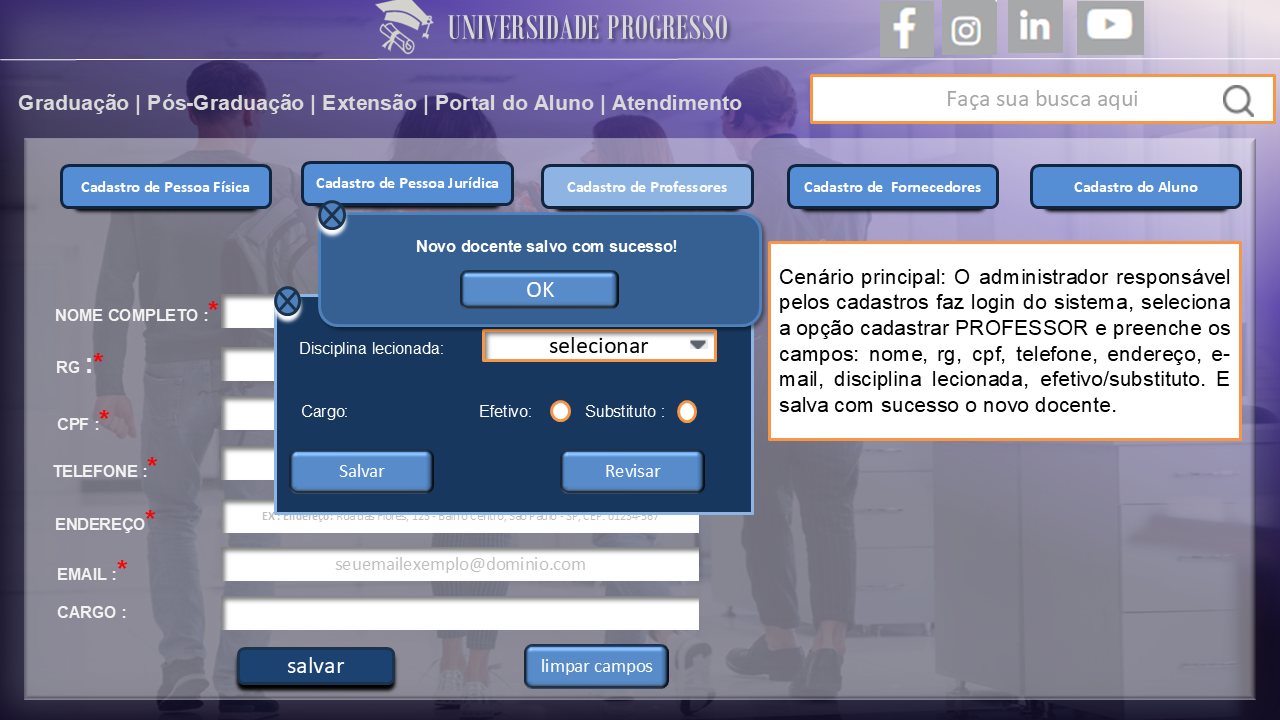 UNIVERSIDADE PROGRESSO
Graduação | Pós-Graduação | Extensão | Portal do Aluno | Atendimento
Faça sua busca aqui
Cadastro de Pessoa Física
Cadastro de Pessoa Jurídica
Cadastro de Professores
Cadastro de Fornecedores
Cadastro do Aluno
Novo docente salvo com sucesso!
OK
Cenário principal: O administrador responsável
pelos cadastros faz login do sistema, seleciona
a opção cadastrar PROFESSOR e preenche os
campos: nome, rg, cpf, telefone, endereço, e-
mail, disciplina lecionada, efetivo/substituto. E
salva com sucesso o novo docente.
NOME COMPLETO :*
Disciplina lecionada:
selecionar
RG :*
CPF :*
Cargo:
Efetivo:
Substituto :
TELEFONE :*
Salvar
Revisar
ENDEREÇO*
EX: Endereço: Rua das Flores, 123 - Bairro Centro, São Paulo - SP, CEP: 01234-567
EMAIL :*
seuemailexemplo@dominio.com
CARGO :
salvar
limpar campos